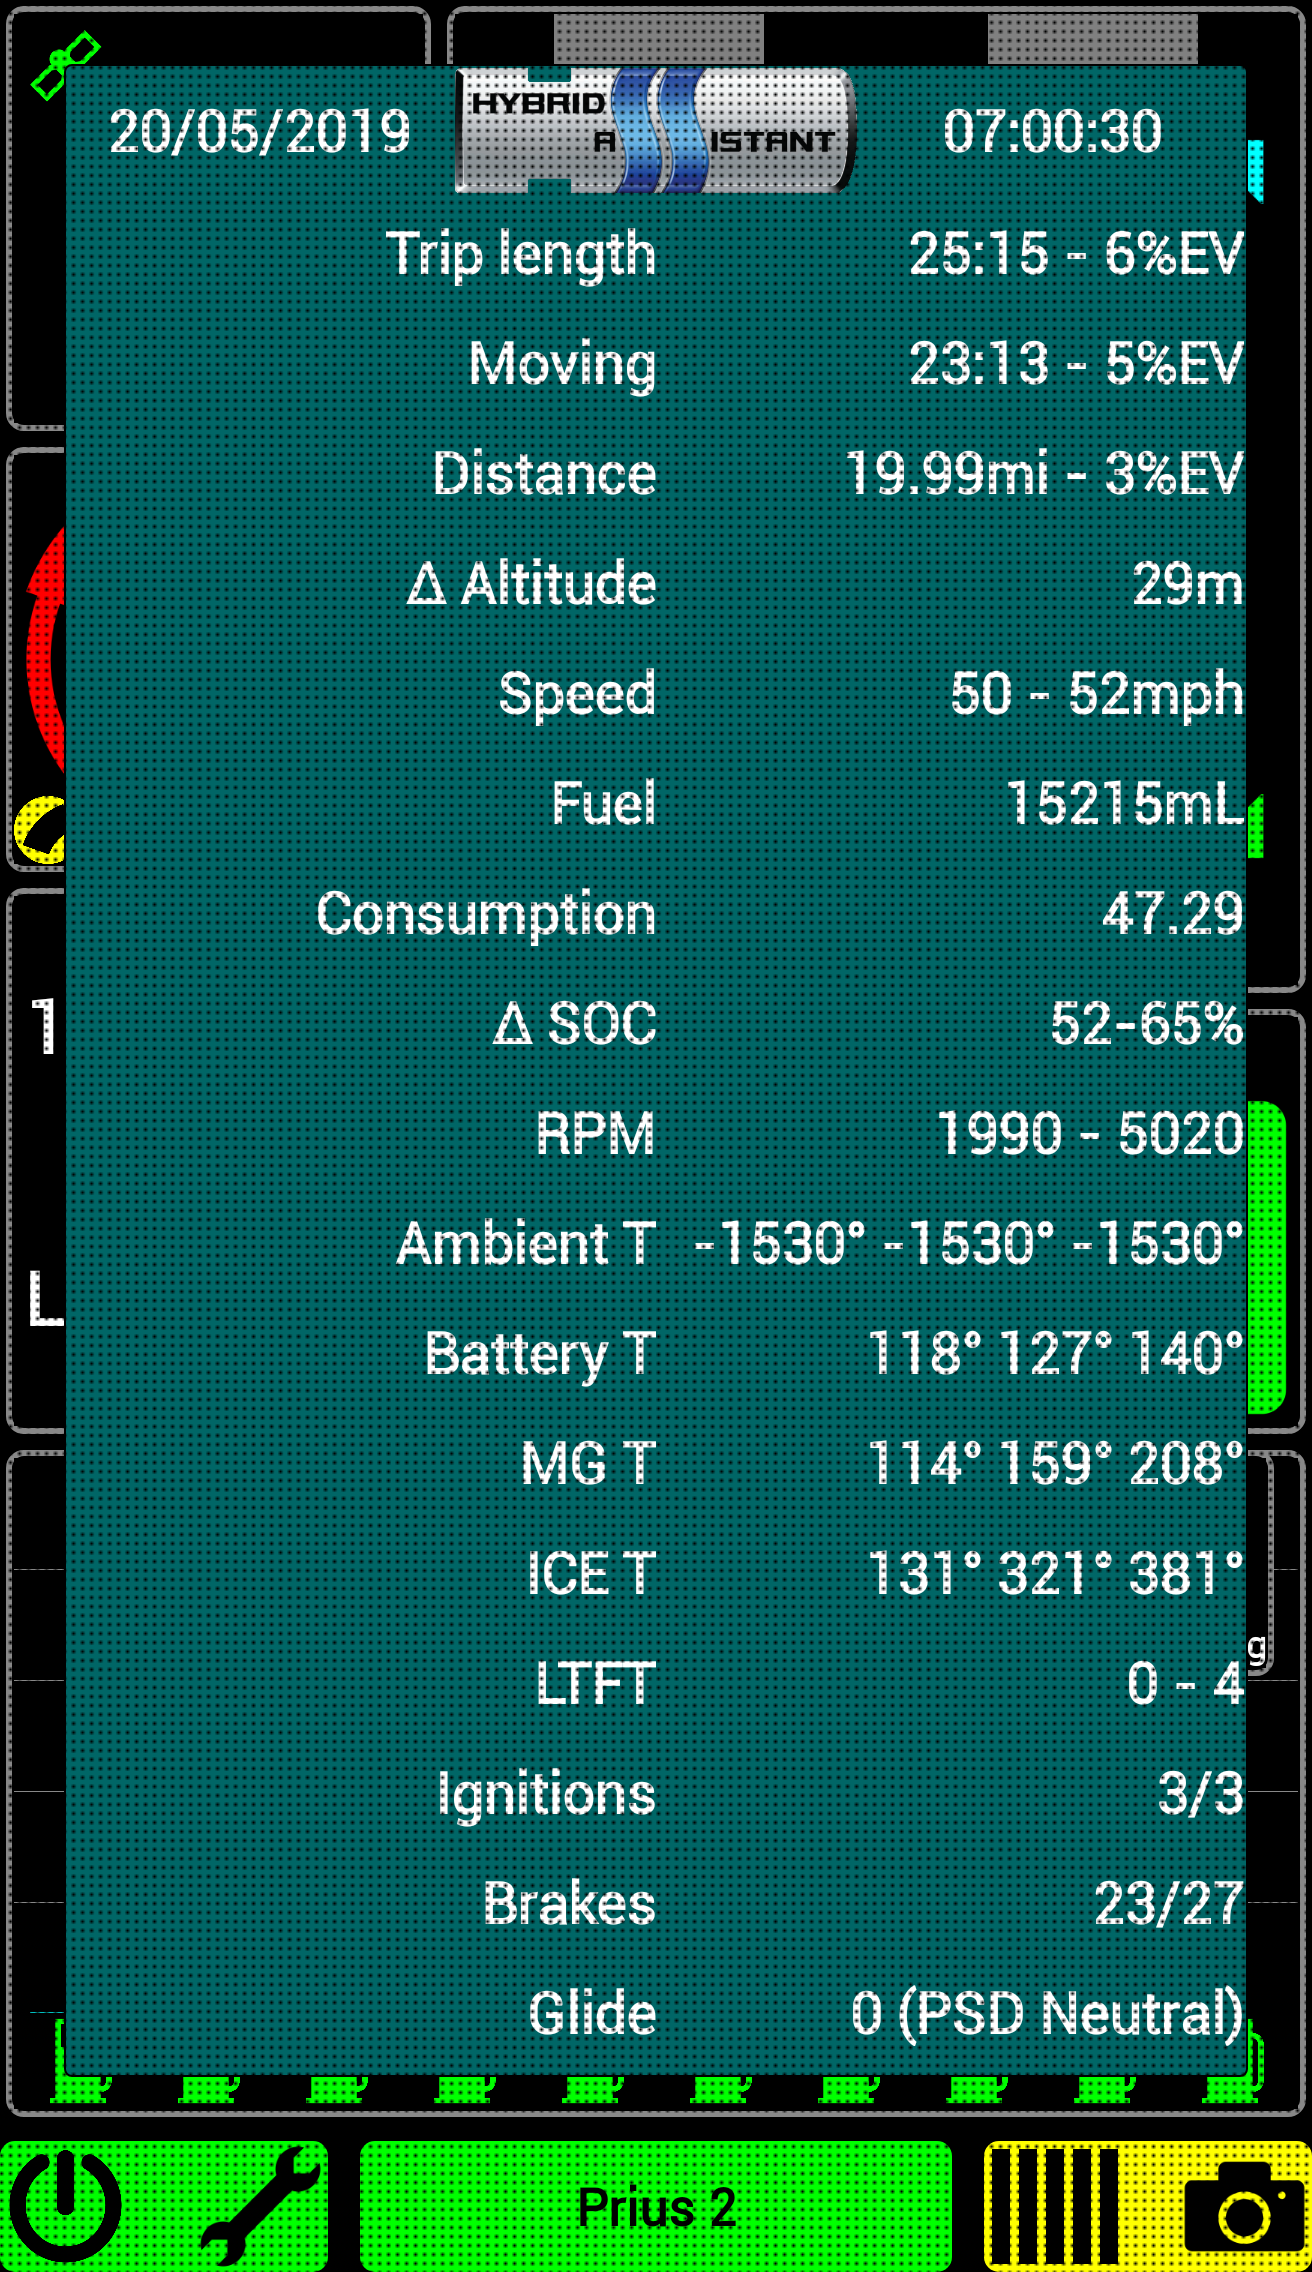 20/05/2019 HYBRID 07:00:30
A ISTANT
Trip length 25:15 - 6%EV
Moving 23:13 - 5%EV
Distance 19.99mi - 3%EV
Δ Altitude 29m
Speed 50 - 52mph
Fuel 15215mL
Consumption 47.29
Δ SOC 52-65%
1
RPM 1990 - 5020
Ambient T -1530° -1530° -1530°
L
Battery T 118° 127° 140°
MG T 114° 159° 208°
ICE T 131° 321° 381°
g
LTFT 0 - 4
Ignitions 3/3
Brakes 23/27
Glide 0 (PSD Neutral)
Prius 2